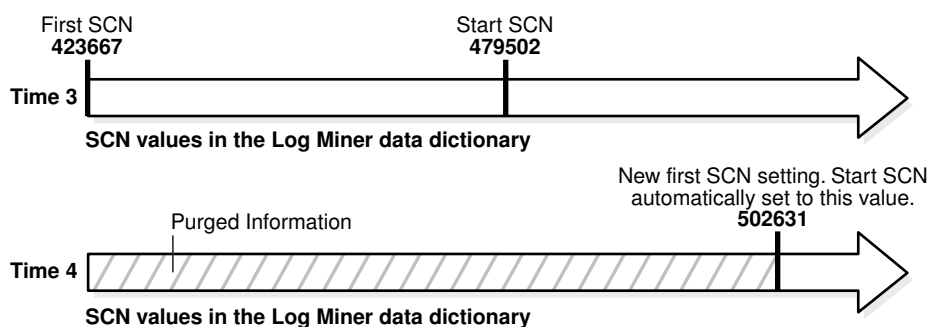 First SCN
423667
Start SCN
479502
Time 3
SCN values in the Log Miner data dictionary
New first SCN setting. Start SCN
automatically set to this value.
502631
Purged Information
Time 4
SCN values in the Log Miner data dictionary